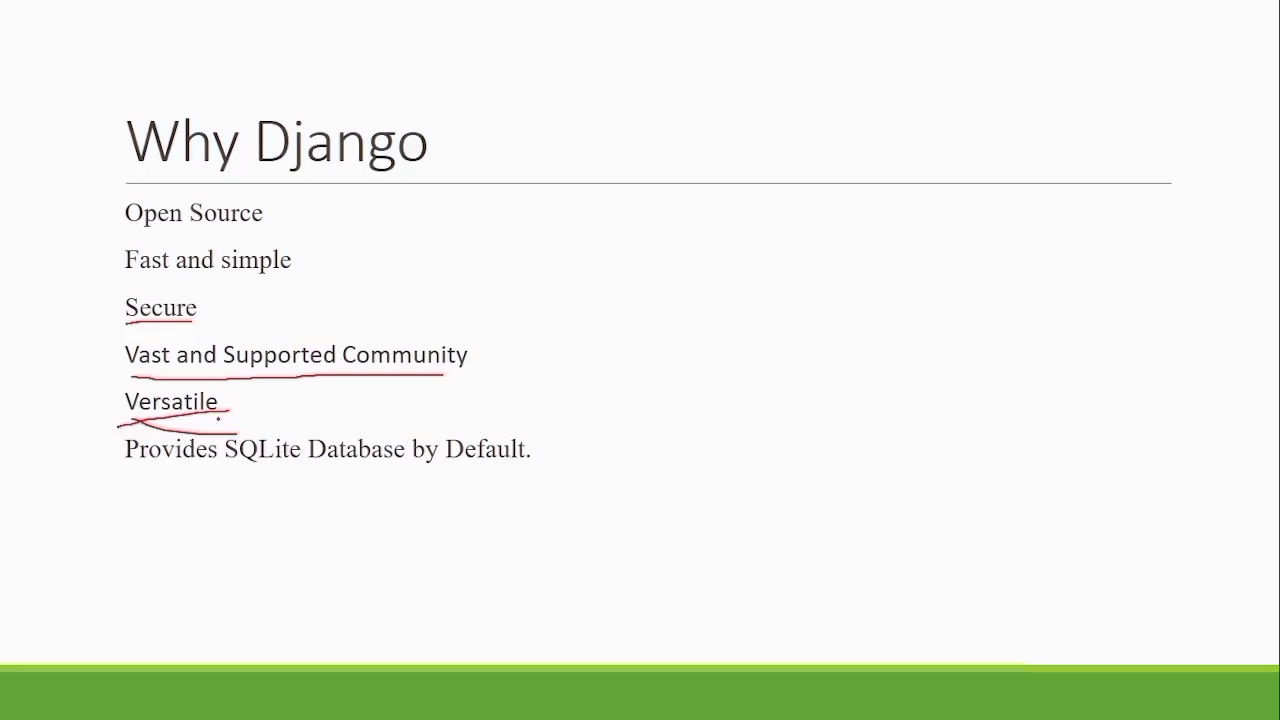 Why Django
Open Source
Fast and simple
Secure
Vast and Supported Community
Versatile
Provides SQLite Database by Default.